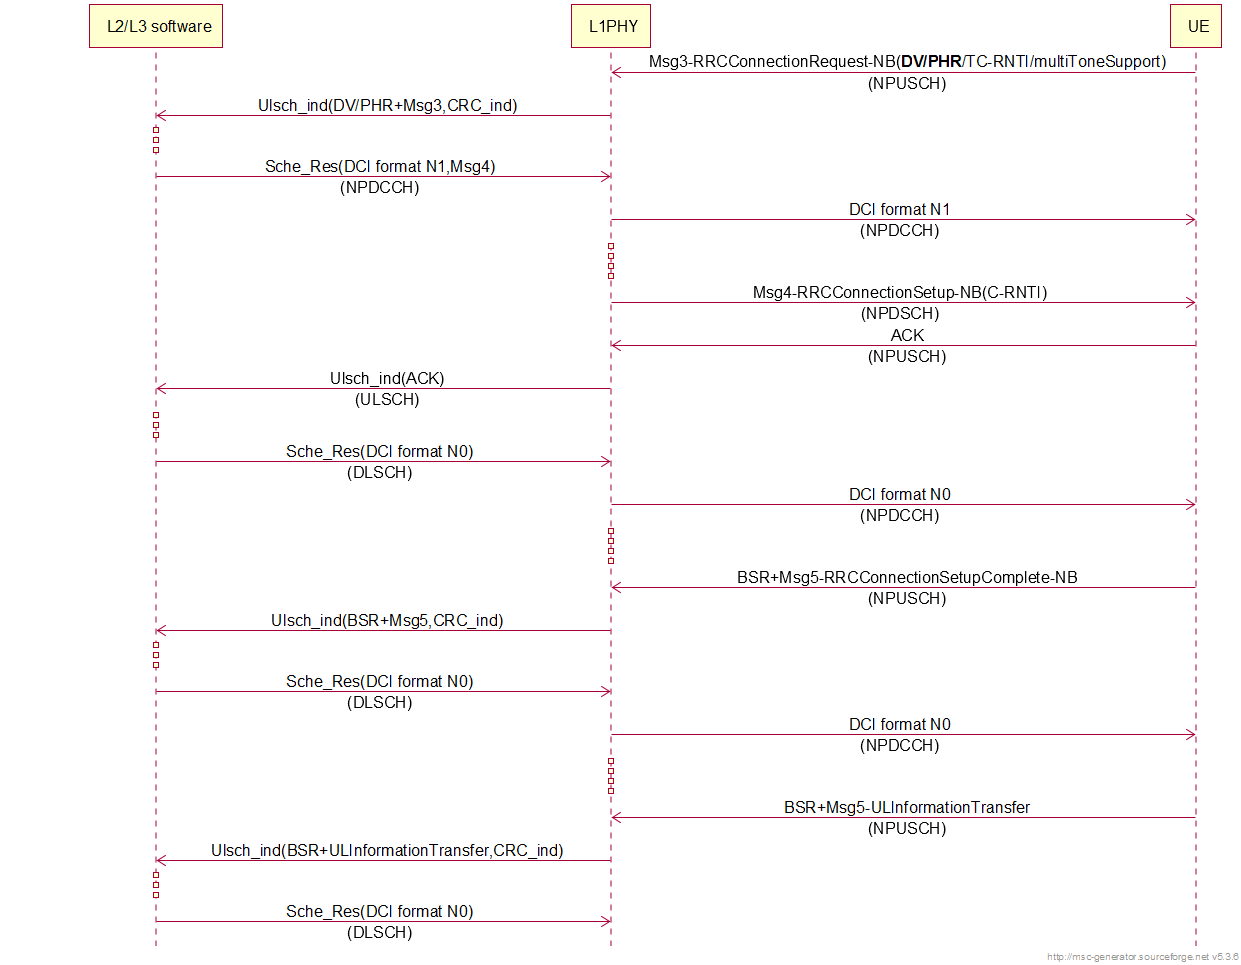 L2/L3 software
L1PHY
UE
Msg3-RRCConnectionRequest-NB(DV/PHR/TC-RNTI/multiToneSupport)
(NPUSCH)
Ulsch_ind(DV/PHR+Msg3,CRC_ind)
Sche_Res(DCI format N1,Msg4)
(NPDCCH)
DCI format N1
(NPDCCH)
Msg4-RRCConnectionSetup-NB(C-RNTI)
(NPDSCH)
ACK
(NPUSCH)
Ulsch_ind(ACK)
(ULSCH)
Sche_Res(DCI format N0)
(DLSCH)
DCI format N0
(NPDCCH)
BSR+Msg5-RRCConnectionSetupComplete-NB
(NPUSCH)
Ulsch_ind(BSR+Msg5,CRC_ind)
Sche_Res(DCI format N0)
(DLSCH)
DCI format N0
(NPDCCH)
BSR+Msg5-ULInformationTransfer
(NPUSCH)
Ulsch_ind(BSR+ULInformationTransfer,CRC_ind)
Sche_Res(DCI format N0)
(DLSCH)
http://msc-generator.sourceforge.net v5.3.6